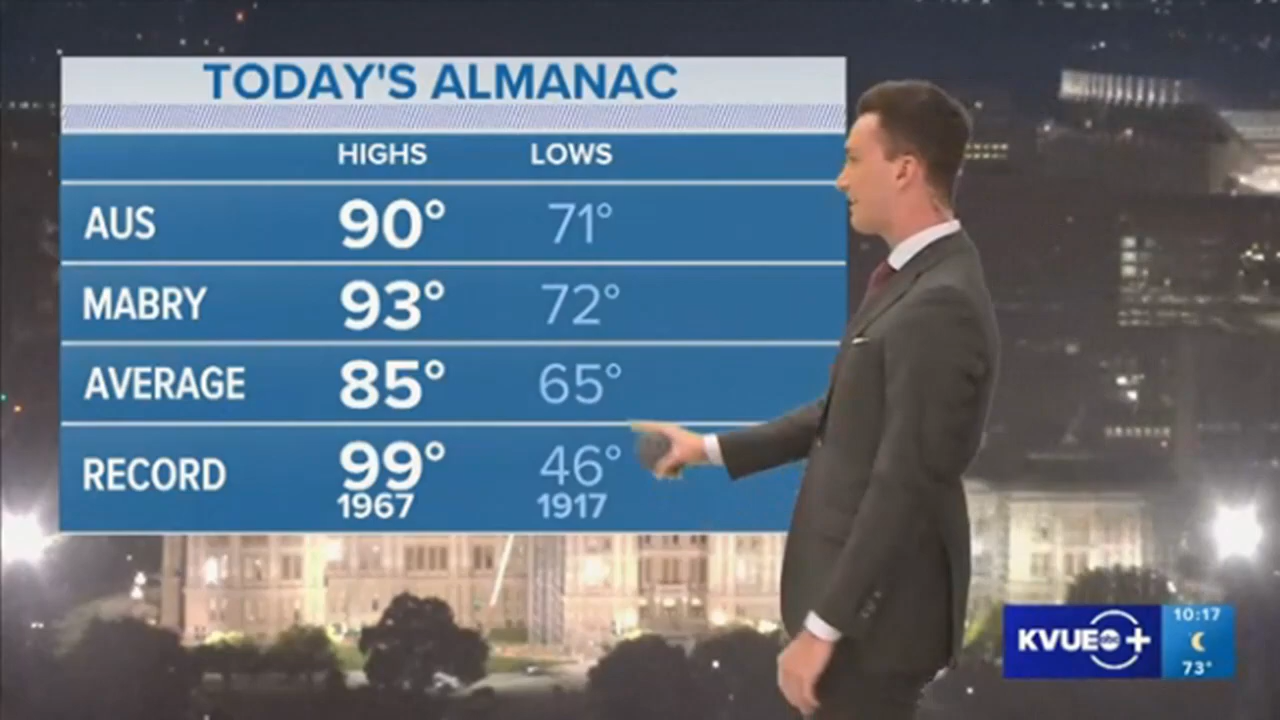 TODAY'S ALMANAC
HIGHS LOWS
AUS 90° 71°
MABRY 93° 72°
AVERAGE 85° 65°
RECORD 99° 46°
1967 1917
KVUE abc + 10:17
73°